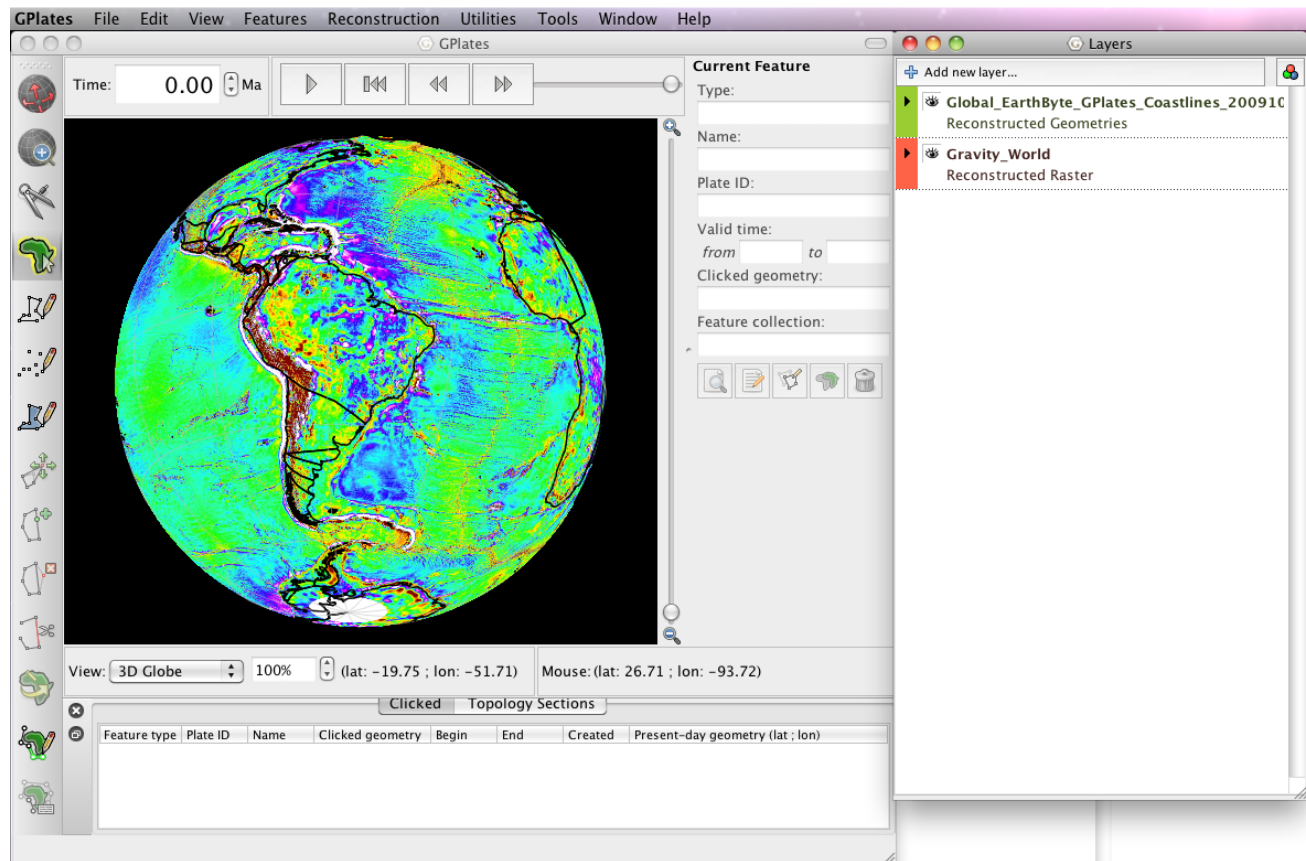 GPlates File Edit View Features Reconstruction Utilities Tools Window Help
GPlates
Time: 0.00 Ma
Current Feature
Type:
Name:
Plate ID:
Valid time:
from to
Clicked geometry:
Feature collection:
View: 3D Globe 100% (lat: -19.75 ; lon: -51.71) Mouse: (lat: 26.71 ; lon: -93.72)
Clicked Topology Sections
Feature type Plate ID Name Clicked geometry Begin End Created Present-day geometry (lat ; lon)
Layers
Add new layer...
Global_EarthByte_GPlates_Coastlines_200910
Reconstructed Geometries
Gravity_World
Reconstructed Raster